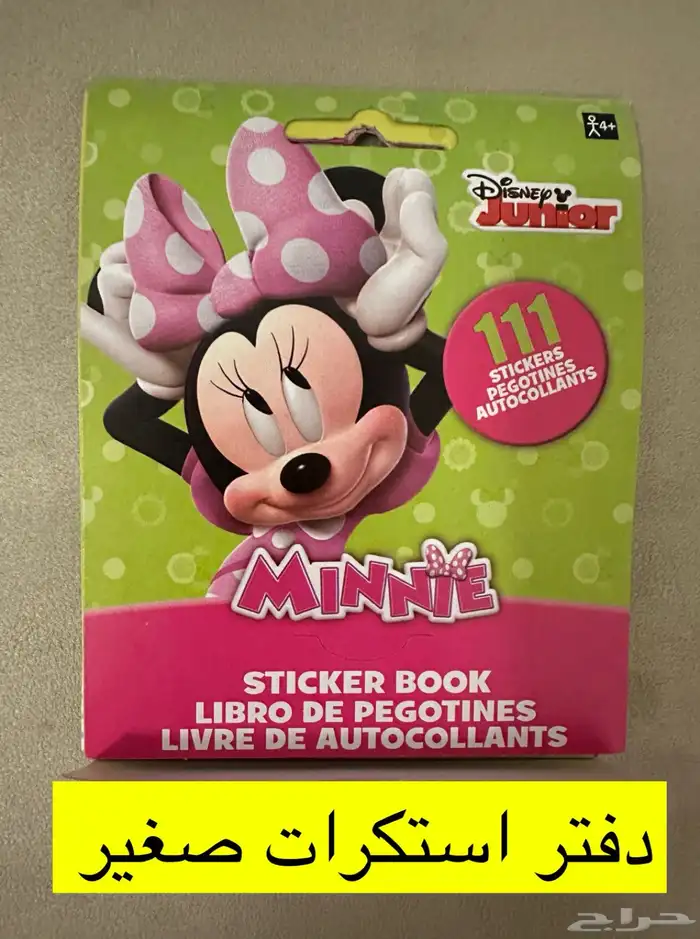 4+
Disney
Junior
111
STICKERS
PEGOTINES
AUTOCOLLANTS
MINNIE
STICKER BOOK
LIBRO DE PEGOTINES
LIVRE DE AUTOCOLLANTS
دفتر استكرات صغير
حراج